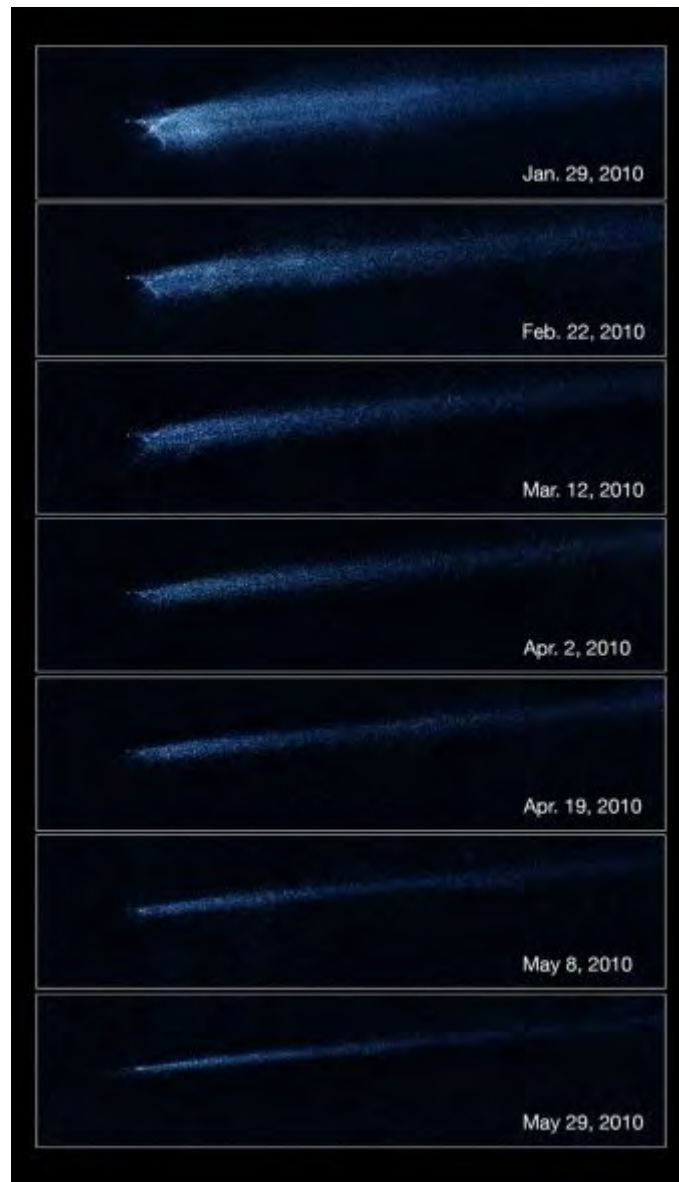 Jan. 29, 2010
Feb. 22, 2010
Mar. 12, 2010
Apr. 2, 2010
Apr. 19, 2010
May 8, 2010
May 29, 2010